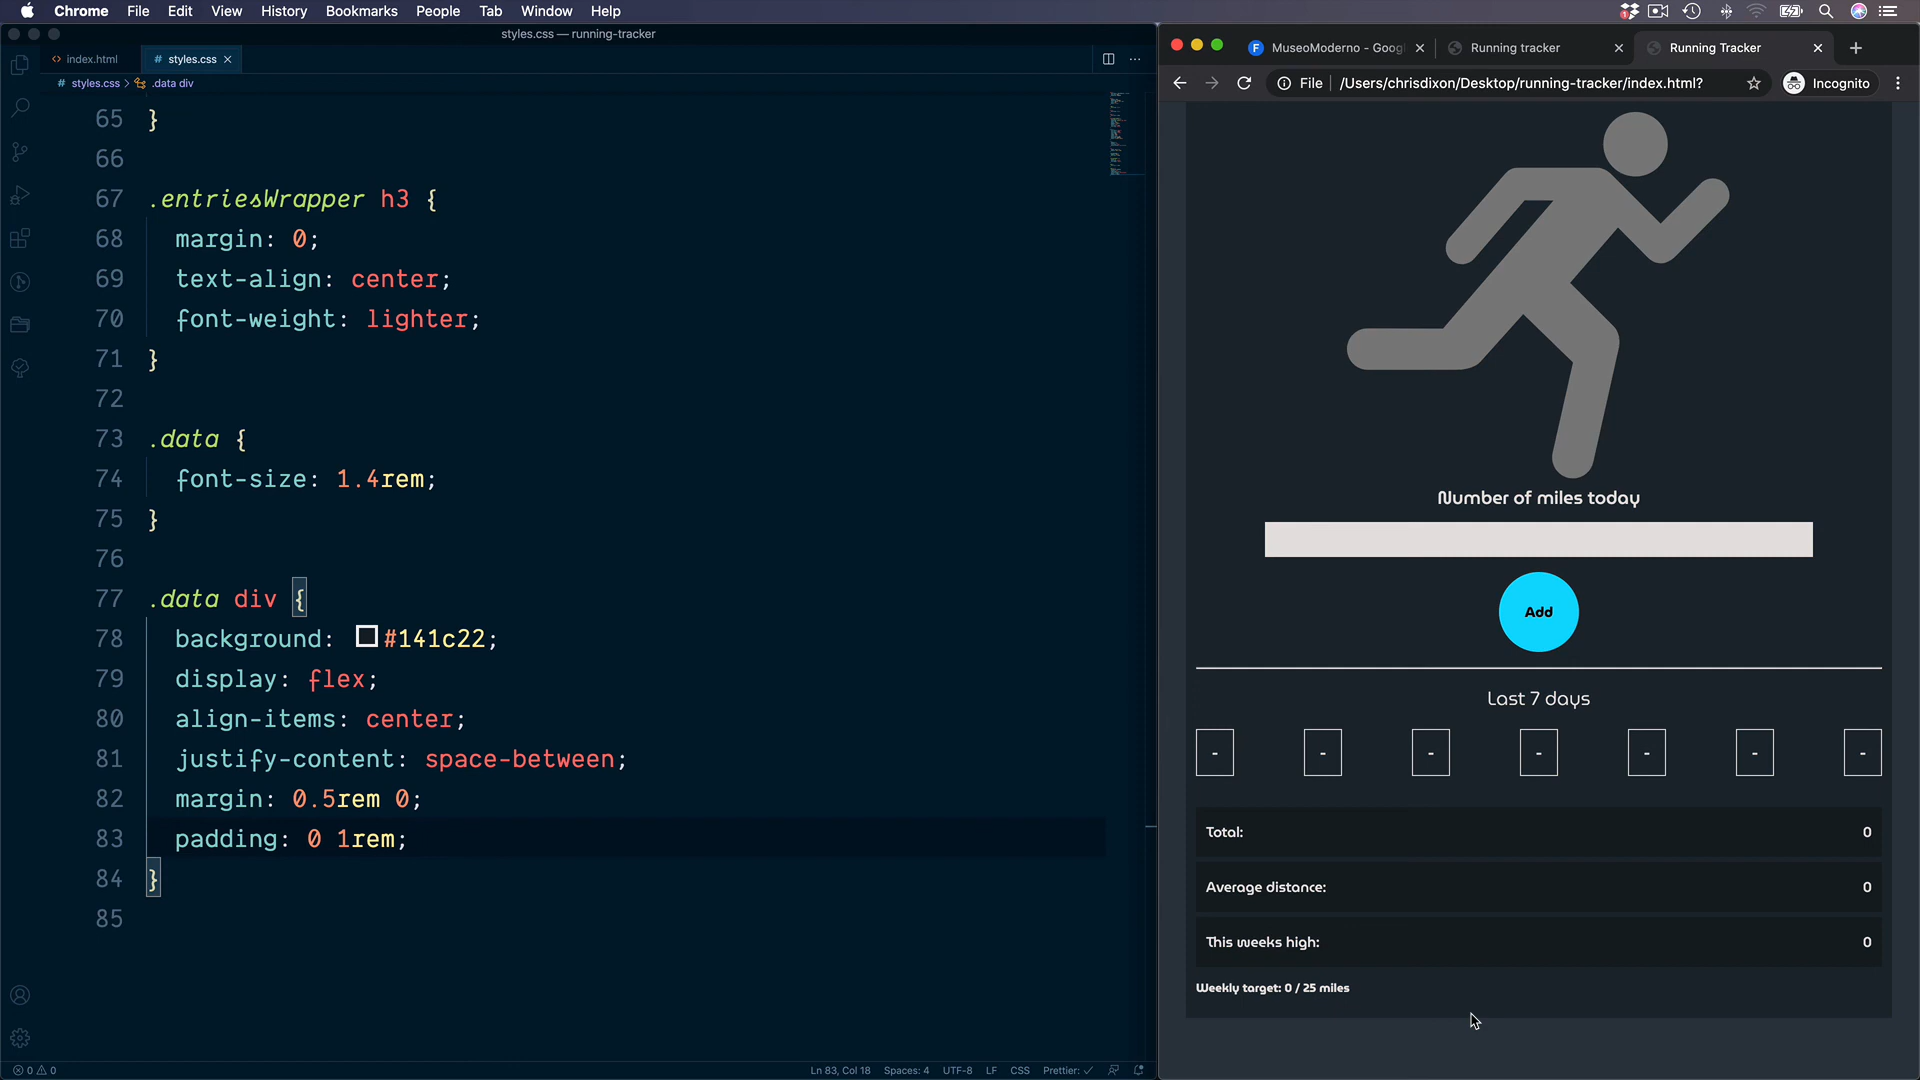 Chrome File Edit View History Bookmarks People Tab Window Help
styles.css — running-tracker
index.html
# styles.css
# styles.css > .data div
65 }
66
67 .entriesWrapper h3 {
68 margin: 0;
69 text-align: center;
70 font-weight: lighter;
71 }
72
73 .data {
74 font-size: 1.4rem;
75 }
76
77 .data div {
78 background: #141c22;
79 display: flex;
80 align-items: center;
81 justify-content: space-between;
82 margin: 0.5rem 0;
83 padding: 0 1rem;
84 }
85
0 0
Ln 83, Col 18 Spaces: 4 UTF-8 LF CSS Prettier: ✓
F MuseoModerno - Googl
Running tracker
Running Tracker
File /Users/chrisdixon/Desktop/running-tracker/index.html?
Incognito
Number of miles today
Add
Last 7 days
- - - - - - -
Total: 0
Average distance: 0
This weeks high: 0
Weekly target: 0 / 25 miles